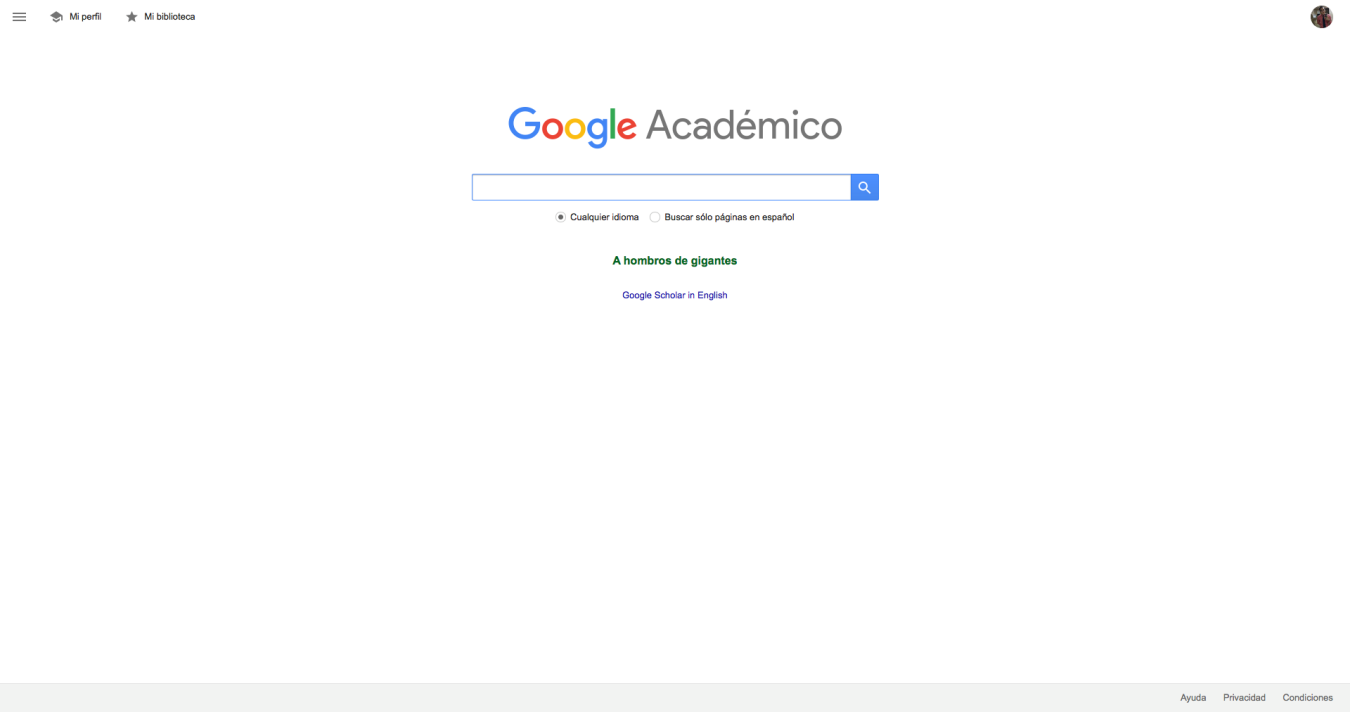 Mi perfil Mi biblioteca
Google Académico
Cualquier idioma Buscar sólo páginas en español
A hombros de gigantes
Google Scholar in English
Ayuda Privacidad Condiciones